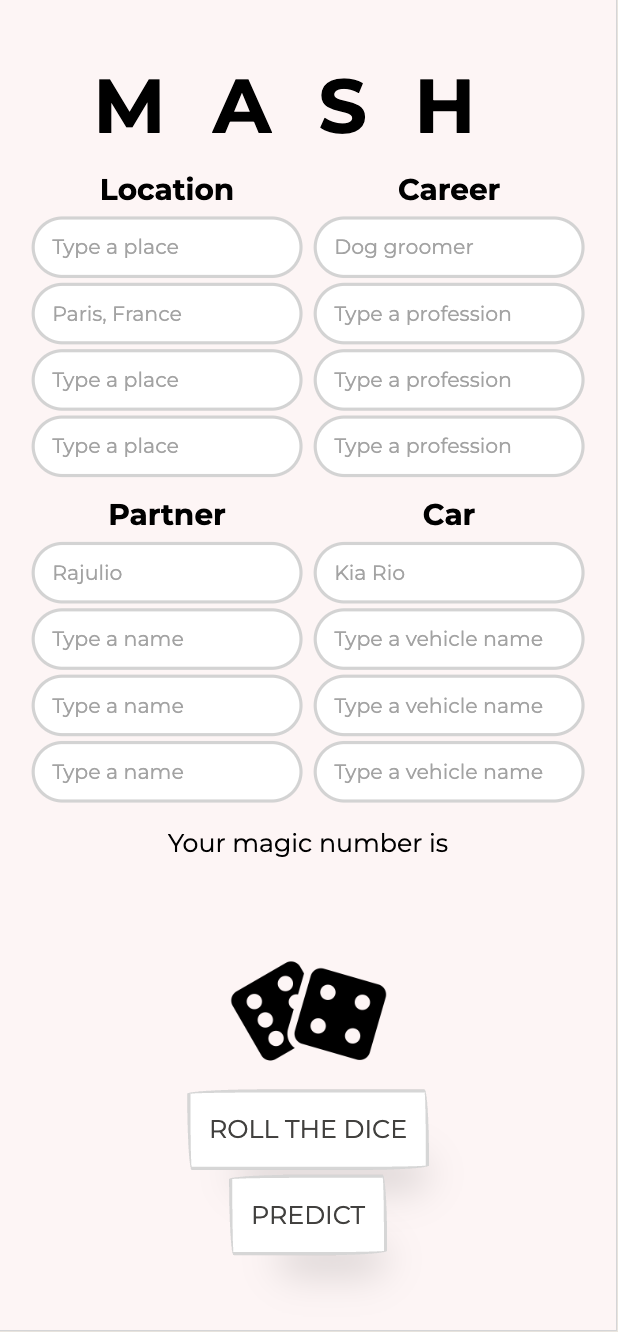 M A S H
Location
Type a place
Paris, France
Type a place
Type a place
Career
Dog groomer
Type a profession
Type a profession
Type a profession
Partner
Rajulio
Type a name
Type a name
Type a name
Car
Kia Rio
Type a vehicle name
Type a vehicle name
Type a vehicle name
Your magic number is
ROLL THE DICE
PREDICT